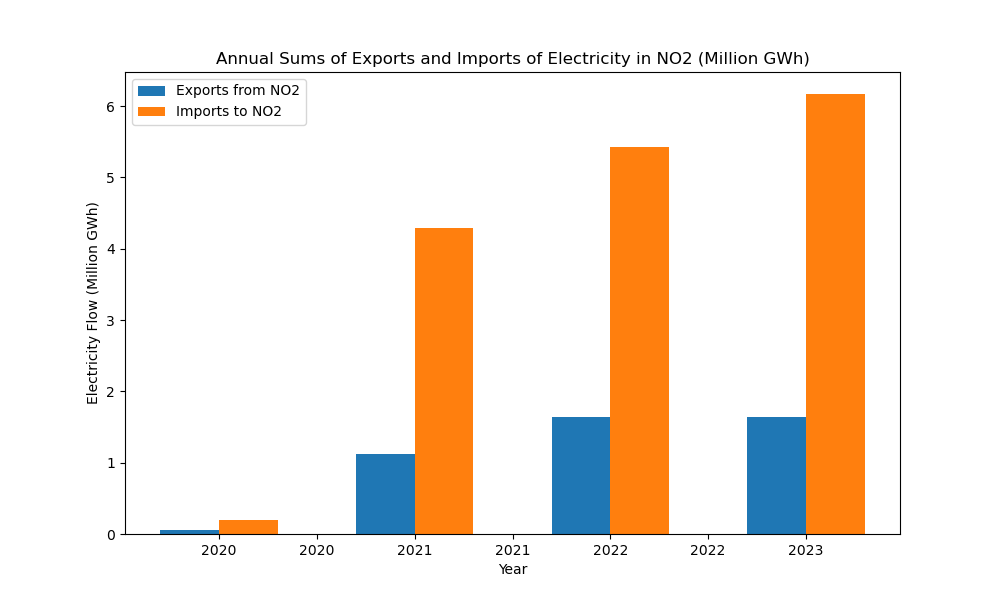 Annual Sums of Exports and Imports of Electricity in NO2 (Million GWh)
Exports from NO2
Imports to NO2
Electricity Flow (Million GWh)
6
5
4
3
2
1
0
2020 2020 2021 2021 2022 2022 2023
Year